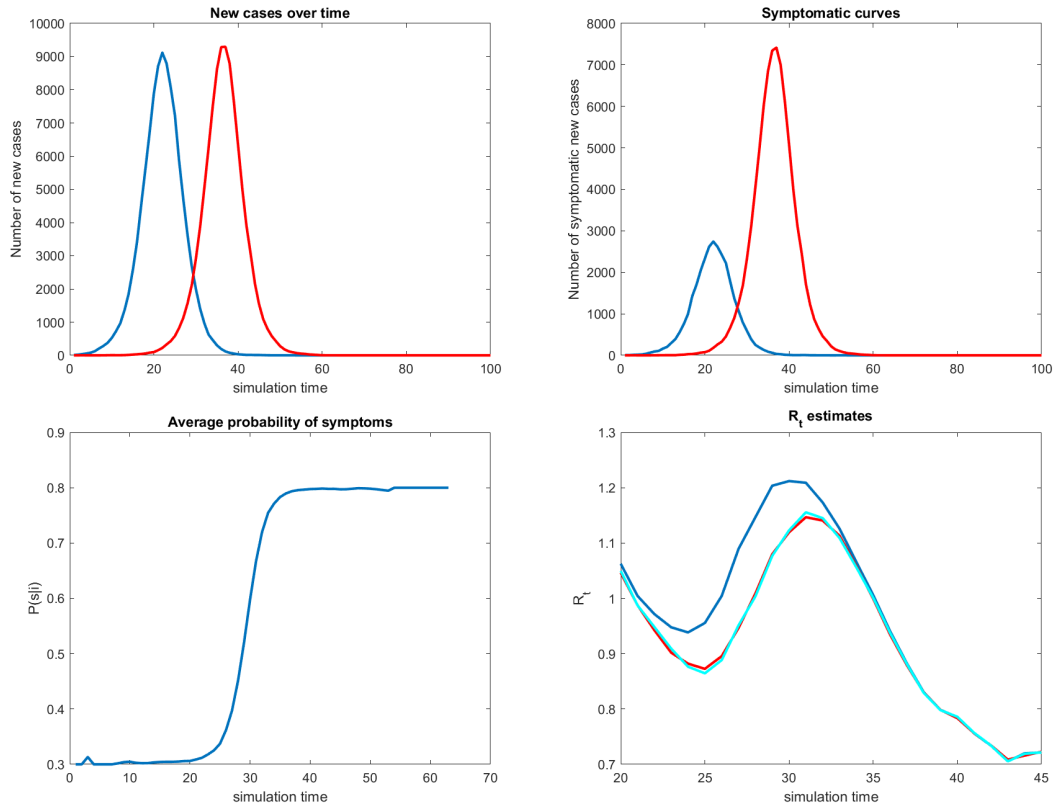 New cases over time
Number of new cases
10000
9000
8000
7000
6000
5000
4000
3000
2000
1000
0
0 20 40 60 80 100
simulation time
Symptomatic curves
Number of symptomatic new cases
8000
7000
6000
5000
4000
3000
2000
1000
0
0 20 40 60 80 100
simulation time
Average probability of symptoms
P(s|i)
0.9
0.8
0.7
0.6
0.5
0.4
0.3
0 10 20 30 40 50 60 70
simulation time
Rt estimates
Rt
1.3
1.2
1.1
1
0.9
0.8
0.7
20 25 30 35 40 45
simulation time